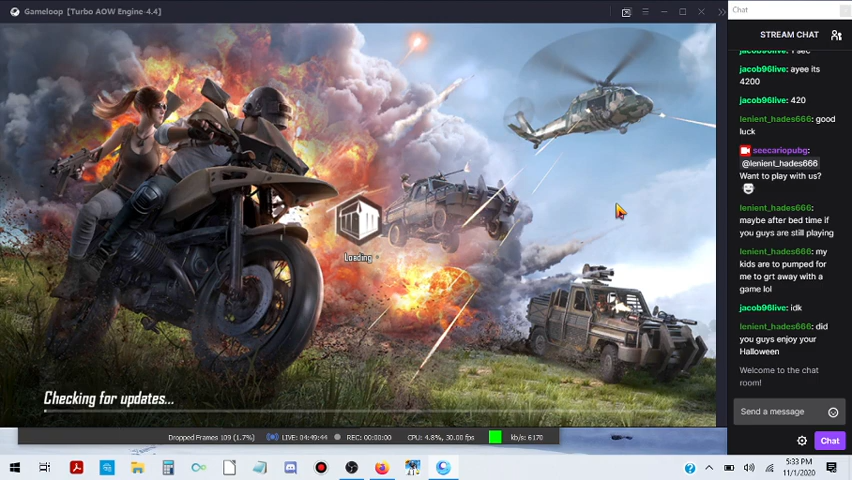 Gameloop [Turbo AOW Engine-4.4]
Loading
Checking for updates...
Dropped Frames 109 (1.7%)
LIVE: 04:49:44
REC: 00:00:00
CPU: 4.8%, 30.00 fps
kb/s: 6170
Chat
STREAM CHAT
jacob96live: 1 sec
jacob96live: ayee its
4200
jacob96live: 420
lenient_hades666: good
luck
seecariopubg:
@lenient_hades666
Want to play with us?
lenient_hades666:
maybe after bed time if
you guys are still playing
lenient_hades666: my
kids are to pumped for
me to grt away with a
game lol
jacob96live: idk
lenient_hades666: did
you guys enjoy your
Halloween
Welcome to the chat
room!
Send a message
Chat
5:33 PM
11/1/2020